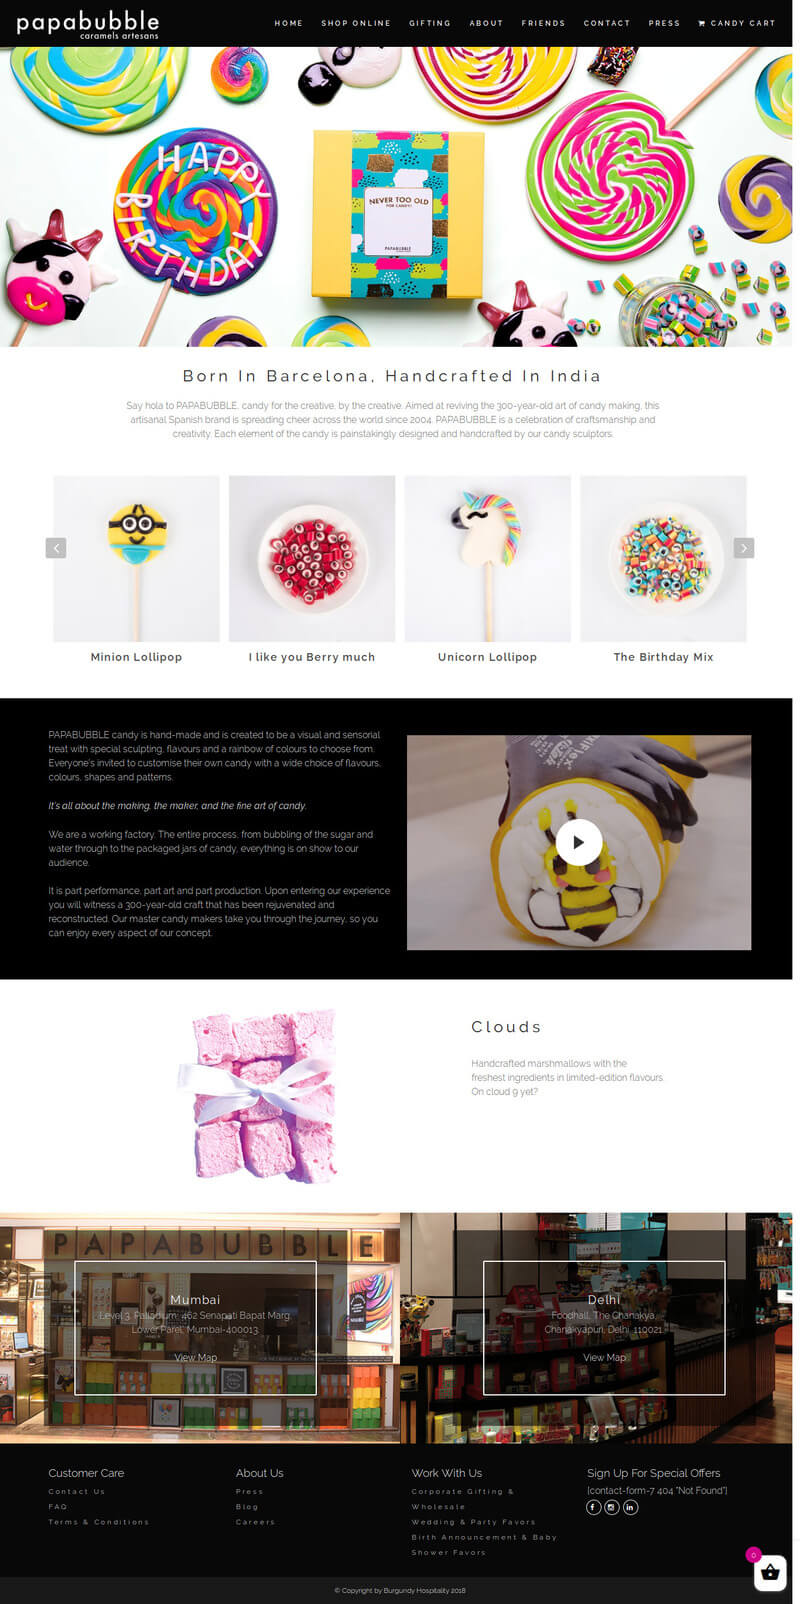 papabubble
caramels artesans
HOME SHOP ONLINE GIFTING ABOUT FRIENDS CONTACT PRESS CANDY CART
HAPPY
BIRTHDAY
NEVER TOO OLD
FOR CANDY!
PAPABUBBLE
Born In Barcelona, Handcrafted In India
Say hola to PAPABUBBLE, candy for the creative, by the creative. Aimed at reviving the 300-year-old art of candy making, this
artisanal Spanish brand is spreading cheer across the world since 2004. PAPABUBBLE is a celebration of craftsmanship and
creativity. Each element of the candy is painstakingly designed and handcrafted by our candy sculptors.
Minion Lollipop
I like you Berry much
Unicorn Lollipop
The Birthday Mix
PAPABUBBLE candy is hand-made and is created to be a visual and sensorial
treat with special sculpting, flavours and a rainbow of colours to choose from.
Everyone's invited to customise their own candy with a wide choice of flavours,
colours, shapes and patterns.
It's all about the making, the maker, and the fine art of candy.
We are a working factory. The entire process, from bubbling of the sugar and
water through to the packaged jars of candy, everything is on show to our
audience.
It is part performance, part art and part production. Upon entering our experience
you will witness a 300-year-old craft that has been rejuvenated and
reconstructed. Our master candy makers take you through the journey, so you
can enjoy every aspect of our concept.
Clouds
Handcrafted marshmallows with the
freshest ingredients in limited-edition flavours.
On cloud 9 yet?
PAPABUBBLE
Mumbai
Level 3, Palladium, 462 Senapati Bapat Marg,
Lower Parel, Mumbai-400013.
View Map
Delhi
Foodhall, The Chanakya,
Chanakyapuri, Delhi 110021.
View Map
Customer Care
Contact Us
FAQ
Terms & Conditions
About Us
Press
Blog
Careers
Work With Us
Corporate Gifting &
Wholesale
Wedding & Party Favors
Birth Announcement & Baby
Shower Favors
Sign Up For Special Offers
[contact-form-7 404 "Not Found"]
0
© Copyright by Burgundy Hospitality 2018